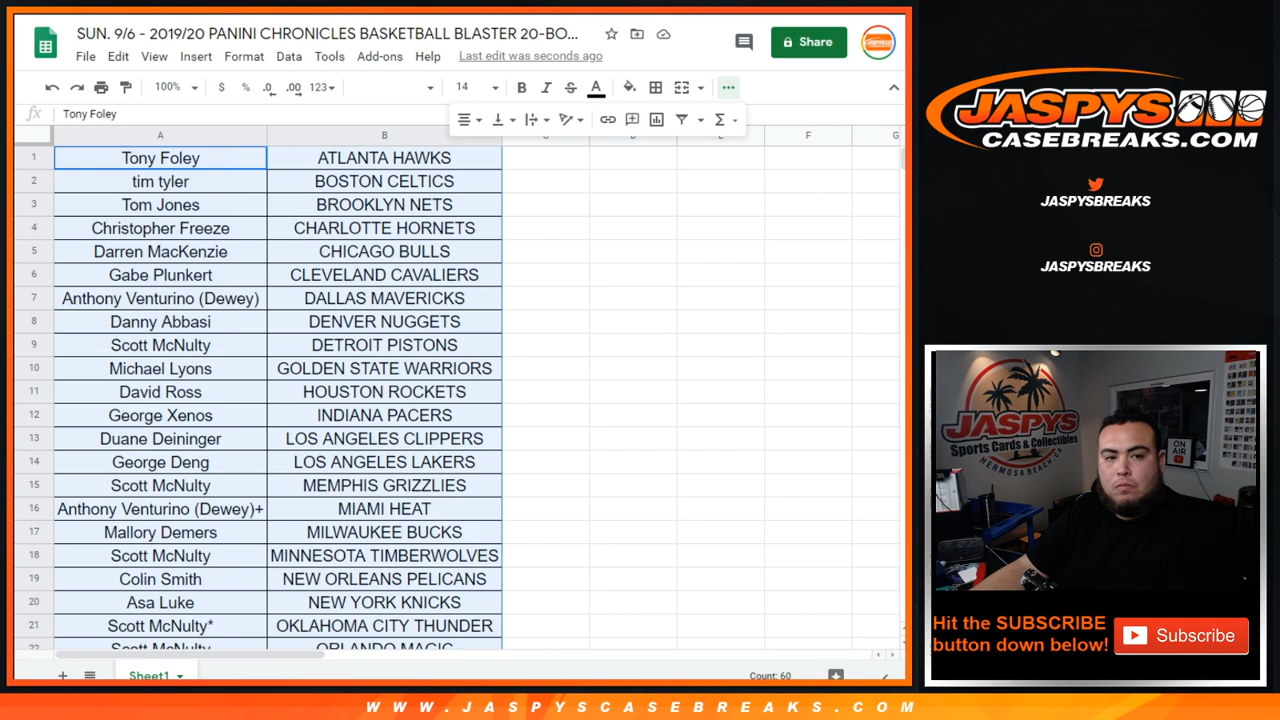 SUN. 9/6 - 2019/20 PANINI CHRONICLES BASKETBALL BLASTER 20-BO...
Share
File Edit View Insert Format Data Tools Add-ons Help Last edit was seconds ago
100% $ % .0 .00 123 14 B I S A
fx Tony Foley
A B C D E F G
1 Tony Foley ATLANTA HAWKS
2 tim tyler BOSTON CELTICS
3 Tom Jones BROOKLYN NETS
4 Christopher Freeze CHARLOTTE HORNETS
5 Darren MacKenzie CHICAGO BULLS
6 Gabe Plunkert CLEVELAND CAVALIERS
7 Anthony Venturino (Dewey) DALLAS MAVERICKS
8 Danny Abbasi DENVER NUGGETS
9 Scott McNulty DETROIT PISTONS
10 Michael Lyons GOLDEN STATE WARRIORS
11 David Ross HOUSTON ROCKETS
12 George Xenos INDIANA PACERS
13 Duane Deininger LOS ANGELES CLIPPERS
14 George Deng LOS ANGELES LAKERS
15 Scott McNulty MEMPHIS GRIZZLIES
16 Anthony Venturino (Dewey)+ MIAMI HEAT
17 Mallory Demers MILWAUKEE BUCKS
18 Scott McNulty MINNESOTA TIMBERWOLVES
19 Colin Smith NEW ORLEANS PELICANS
20 Asa Luke NEW YORK KNICKS
21 Scott McNulty* OKLAHOMA CITY THUNDER
22 Scott McNulty ORLANDO MAGIC
Sheet1
Count: 60
JASPYS
CASEBREAKS.COM
JASPYSBREAKS
JASPYSBREAKS
JASPYS
Sports Cards & Collectibles
HERMOSA BEACH, CA
ON AIR
Hit the SUBSCRIBE
button down below!
Subscribe
WWW.JASPYSCASEBREAKS.COM